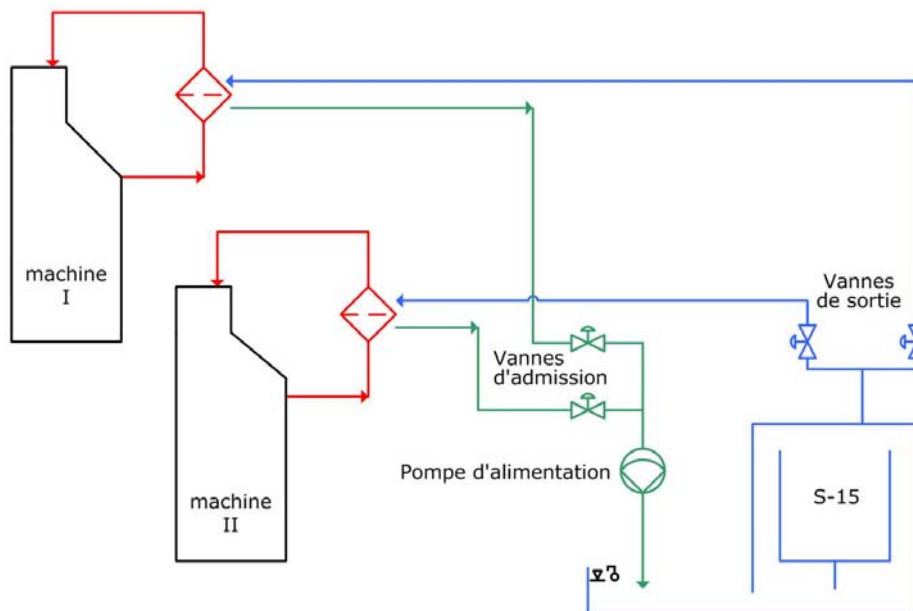 machine
I
machine
II
Vannes
d'admission
Pompe d'alimentation
Vannes
de sortie
S-15